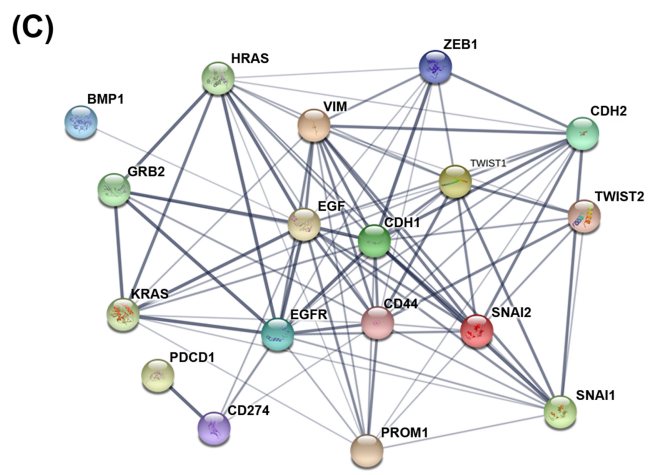 (C)
ZEB1
HRAS
BMP1
VIM
CDH2
TWIST1
GRB2
TWIST2
EGF
CDH1
KRAS
CD44
EGFR
SNAI2
PDCD1
SNAI1
CD274
PROM1